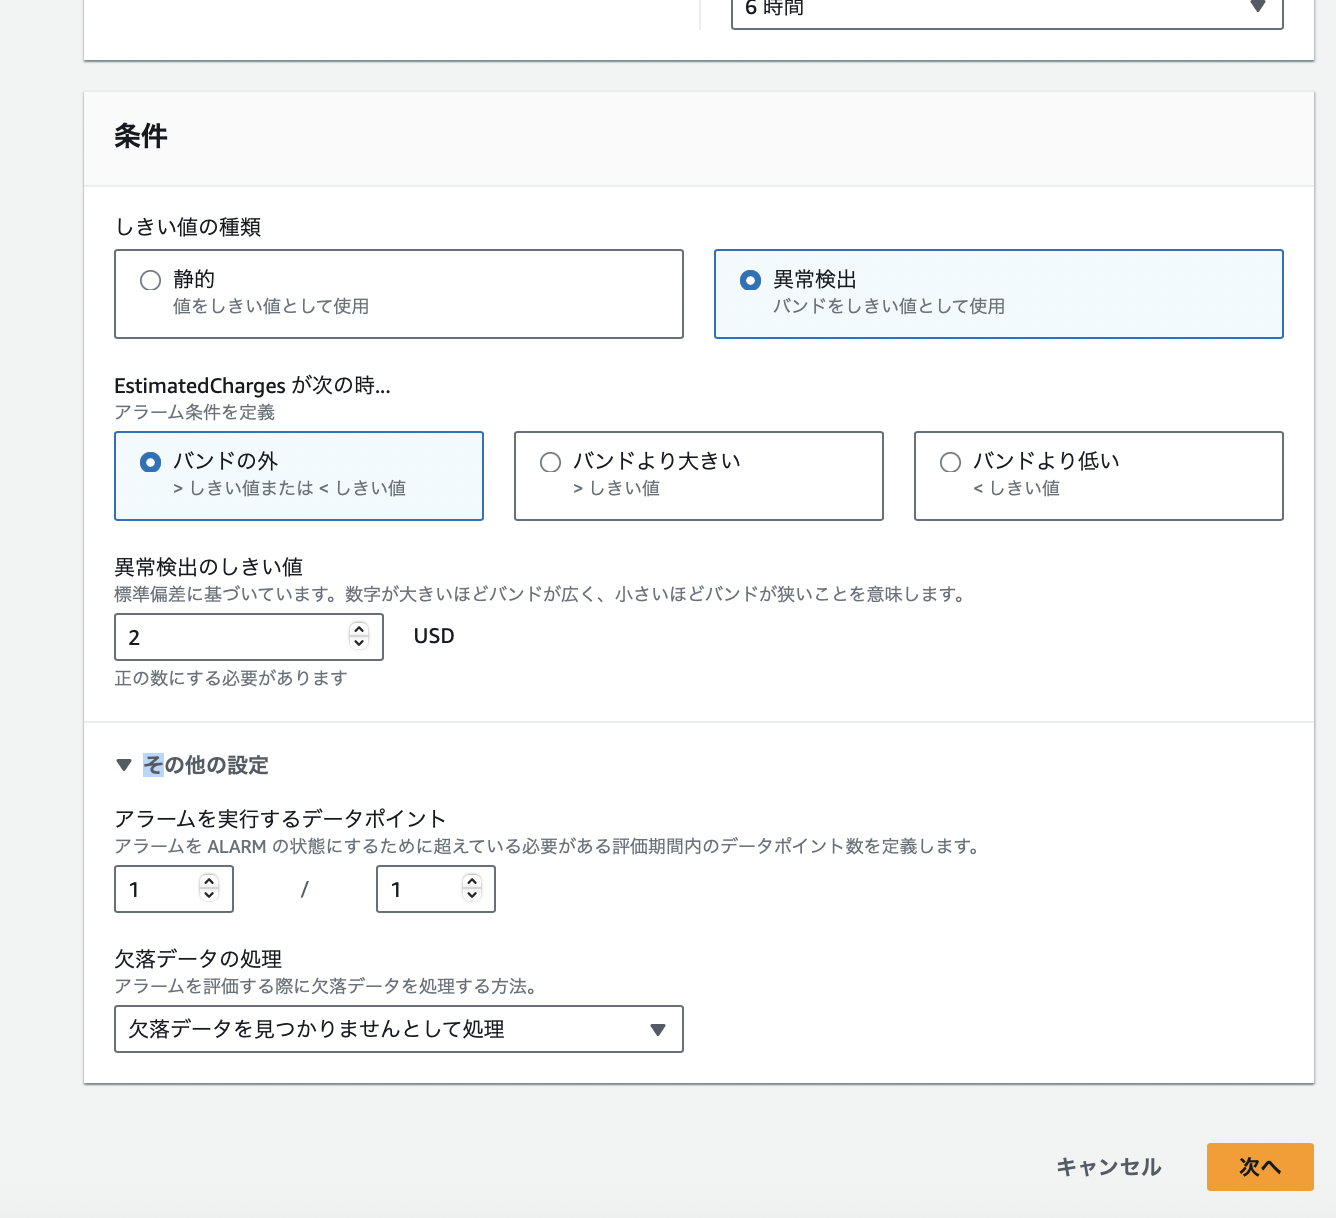 6 時間
条件
しきい値の種類
静的
値をしきい値として使用
異常検出
バンドをしきい値として使用
EstimatedCharges が次の時...
アラーム条件を定義
バンドの外
> しきい値または < しきい値
バンドより大きい
> しきい値
バンドより低い
< しきい値
異常検出のしきい値
標準偏差に基づいています。数字が大きいほどバンドが広く、小さいほどバンドが狭いことを意味します。
2
USD
正の数にする必要があります
その他の設定
アラームを実行するデータポイント
アラームを ALARM の状態にするために超えている必要がある評価期間内のデータポイント数を定義します。
1 / 1
欠落データの処理
アラームを評価する際に欠落データを処理する方法。
欠落データを見つかりませんとして処理
キャンセル
次へ